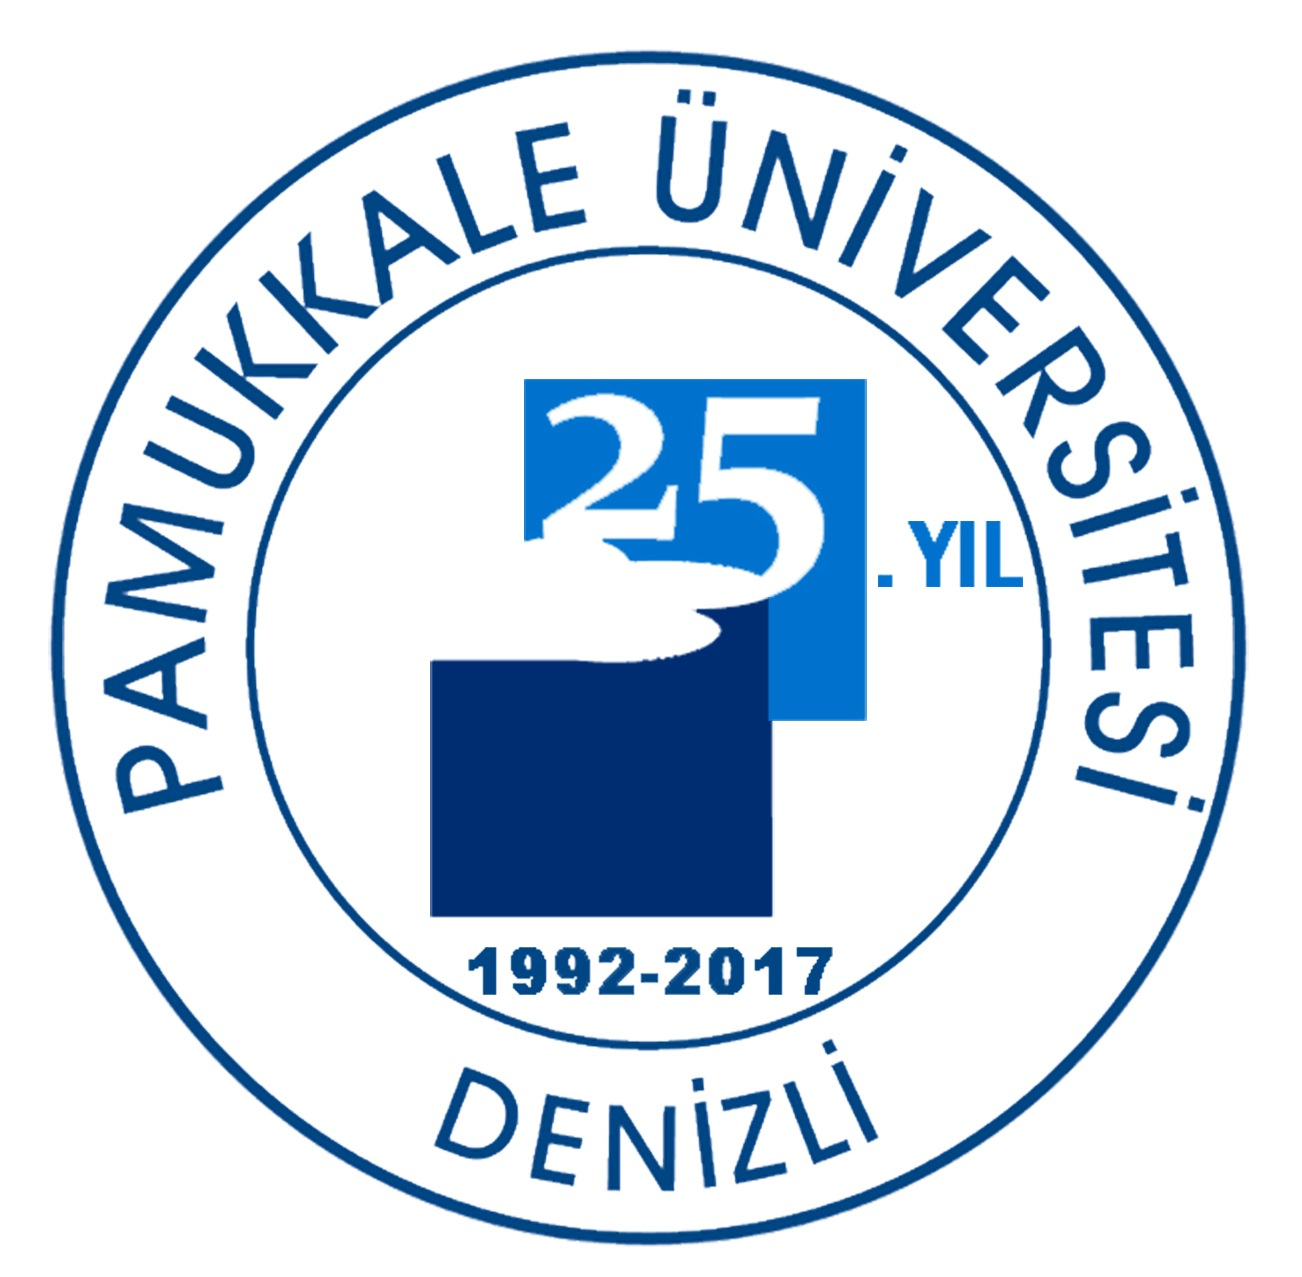 PAMUKKALE ÜNİVERSİTESİ
25
.YIL
1992-2017
DENİZLİ